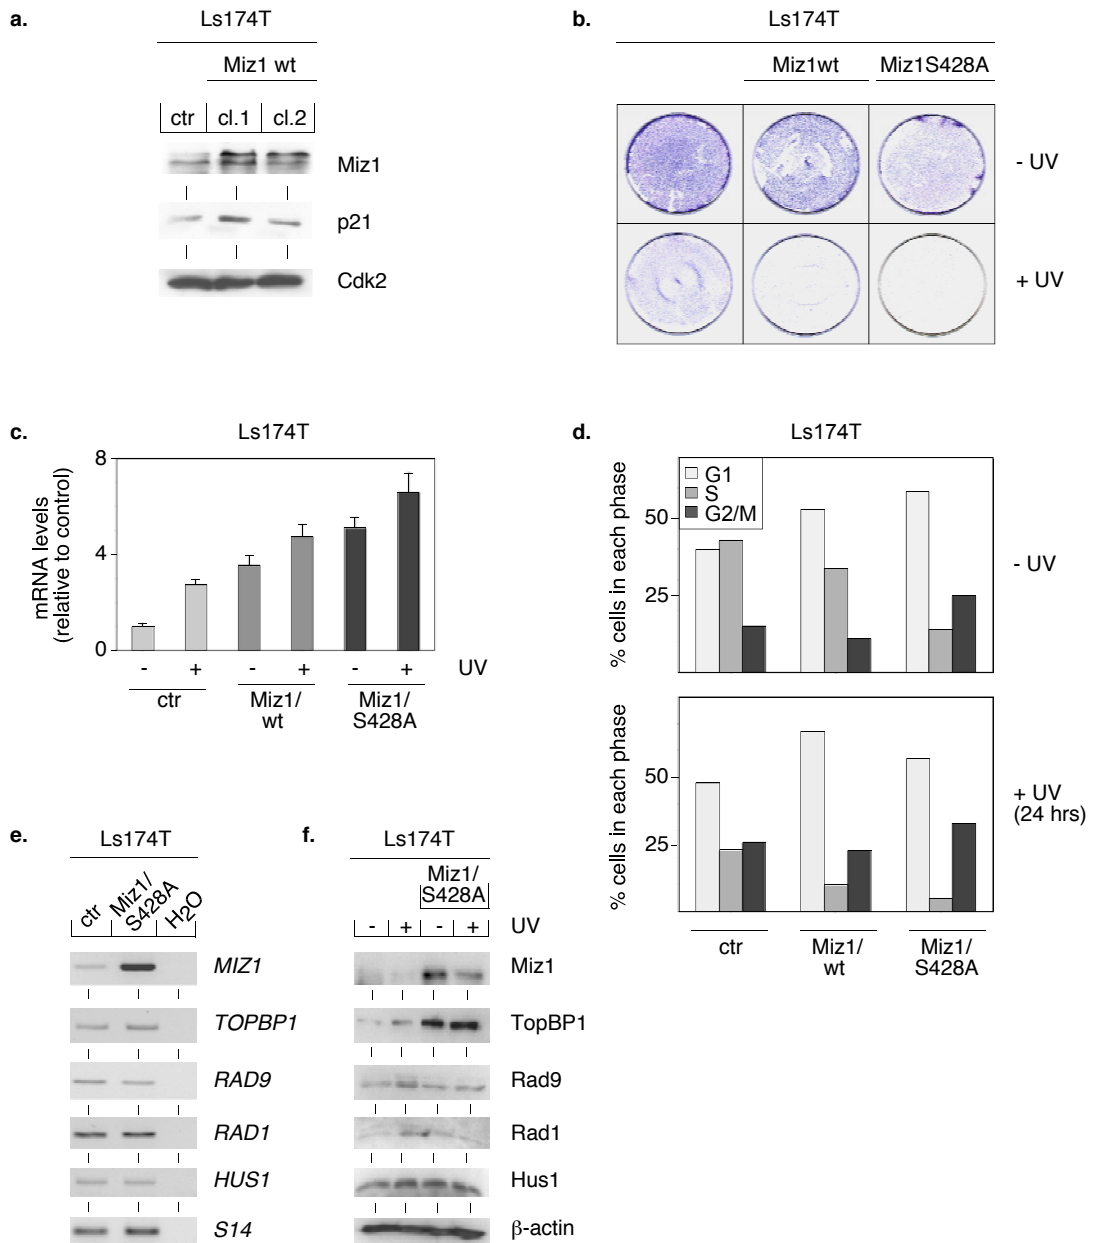 a.
Ls174T
Miz1 wt
ctr cl.1 cl.2
Miz1
p21
Cdk2
b.
Ls174T
Miz1wt Miz1S428A
- UV
+ UV
c.
Ls174T
mRNA levels
(relative to control)
8
4
0
- + - + - + UV
ctr
Miz1/
wt
Miz1/
S428A
d.
Ls174T
% cells in each phase
G1
S
G2/M
50
25
- UV
% cells in each phase
50
25
+ UV
(24 hrs)
ctr
Miz1/
wt
Miz1/
S428A
e.
Ls174T
ctr
Miz1/
S428A
H2O
MIZ1
TOPBP1
RAD9
RAD1
HUS1
S14
f.
Ls174T
Miz1/
S428A
- + - + UV
Miz1
TopBP1
Rad9
Rad1
Hus1
β-actin